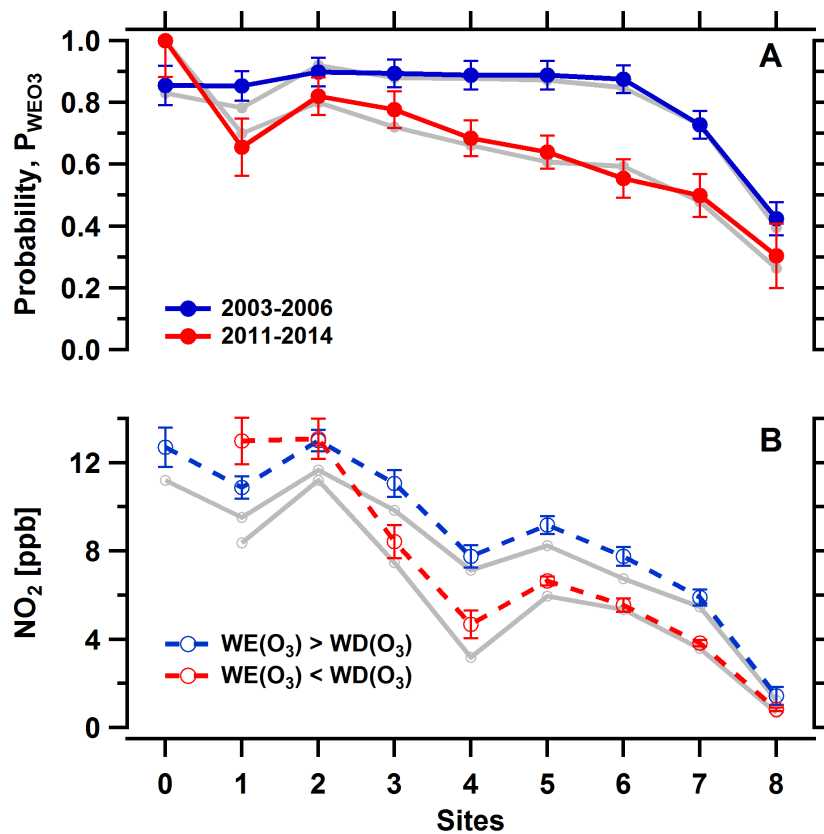 A
1.0
0.8
0.6
0.4
0.2
0.0
Probability, P_WEO3
2003-2006
2011-2014
B
12
8
4
0
NO₂ [ppb]
WE(O₃) > WD(O₃)
WE(O₃) < WD(O₃)
0 1 2 3 4 5 6 7 8
Sites